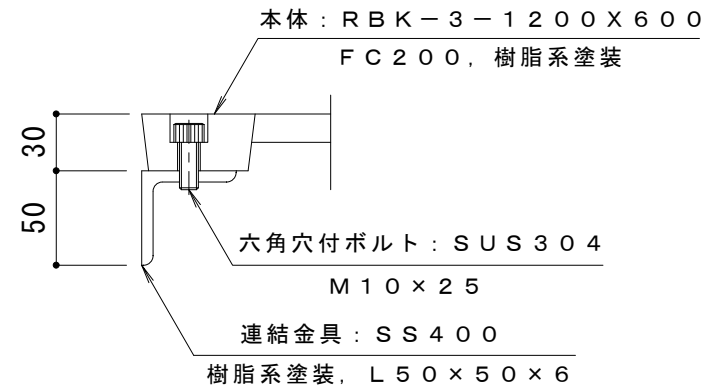 本体：ＲＢＫ－３－１２００Ｘ６００
ＦＣ２００，樹脂系塗装
30
50
六角穴付ボルト：ＳＵＳ３０４
Ｍ１０×２５
連結金具：ＳＳ４００
樹脂系塗装，Ｌ５０×５０×６